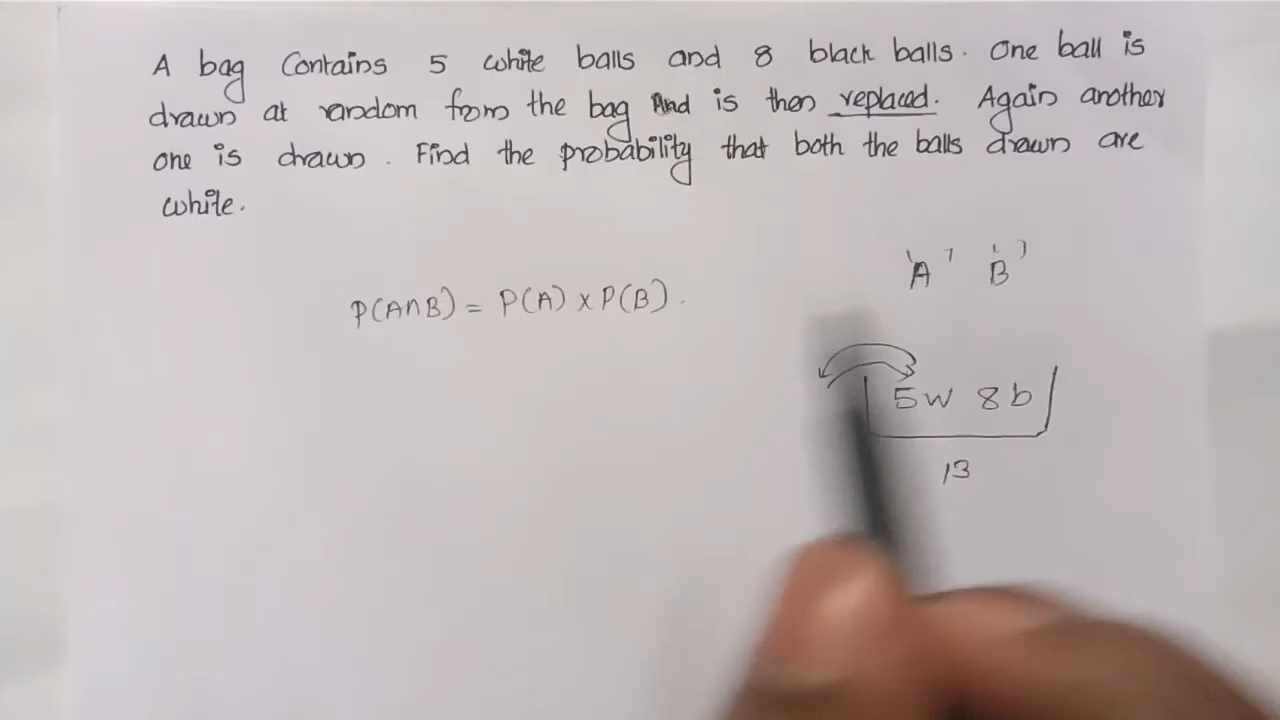 A bag Contains 5 white balls and 8 black balls. One ball is
drawn at random from the bag And is then replaced. Again another
one is drawn. Find the probability that both the balls drawn are
white.
'A' 'B'
P(A∩B) = P(A) × P(B).
5W 8b
13